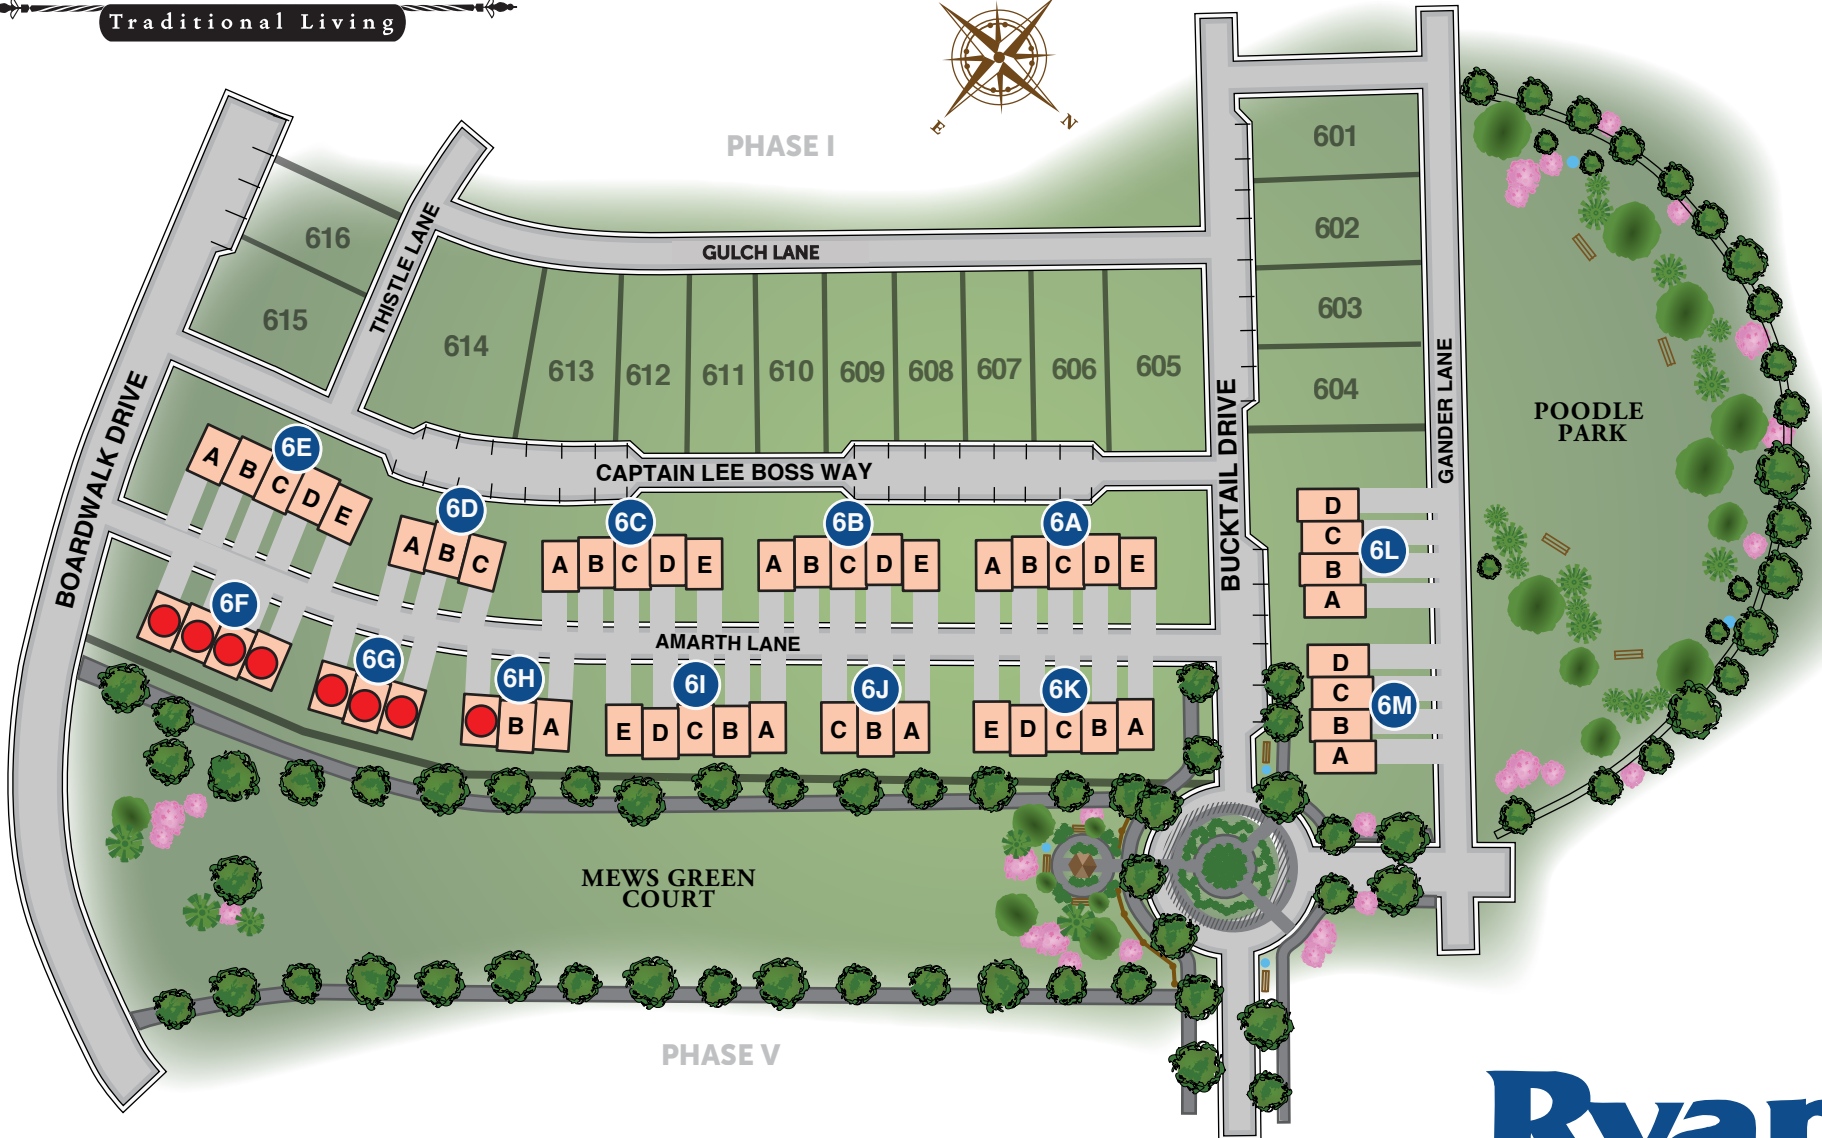 Traditional Living
E
N
PHASE I
601
602
603
604
616
615
THISTLE LANE
GULCH LANE
614
613
612
611
610
609
608
607
606
605
BOARDWALK DRIVE
CAPTAIN LEE BOSS WAY
BUCKTAIL DRIVE
GANDER LANE
POODLE
PARK
6E
A B C D E
6D
A B C
6C
A B C D E
6B
A B C D E
6A
A B C D E
6L
D
C
B
A
6M
D
C
B
A
AMARTH LANE
6F
6G
6H
B A
6I
E D C B A
6J
C B A
6K
E D C B A
MEWS GREEN
COURT
PHASE V
Ryan